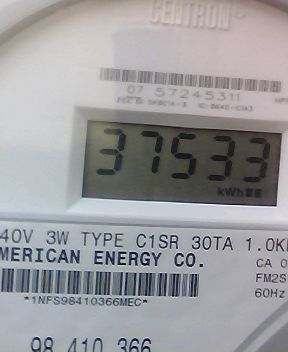 CENTRON
07 57245311
37533
kWh
40V 3W TYPE C1SR 30TA 1.0K
MERICAN ENERGY CO.
CA 0
FM2S
*1NFS98410366MEC*
60Hz
98 410 366